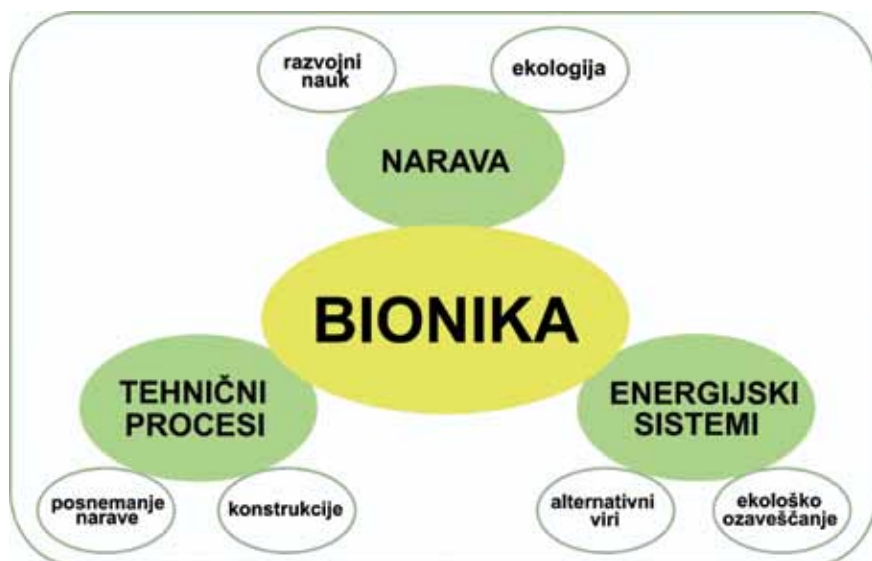 razvojni
nauk
ekologija
NARAVA
BIONIKA
TEHNIČNI
PROCESI
ENERGIJSKI
SISTEMI
posnemanje
narave
konstrukcije
alternativni
viri
ekološko
ozaveščanje